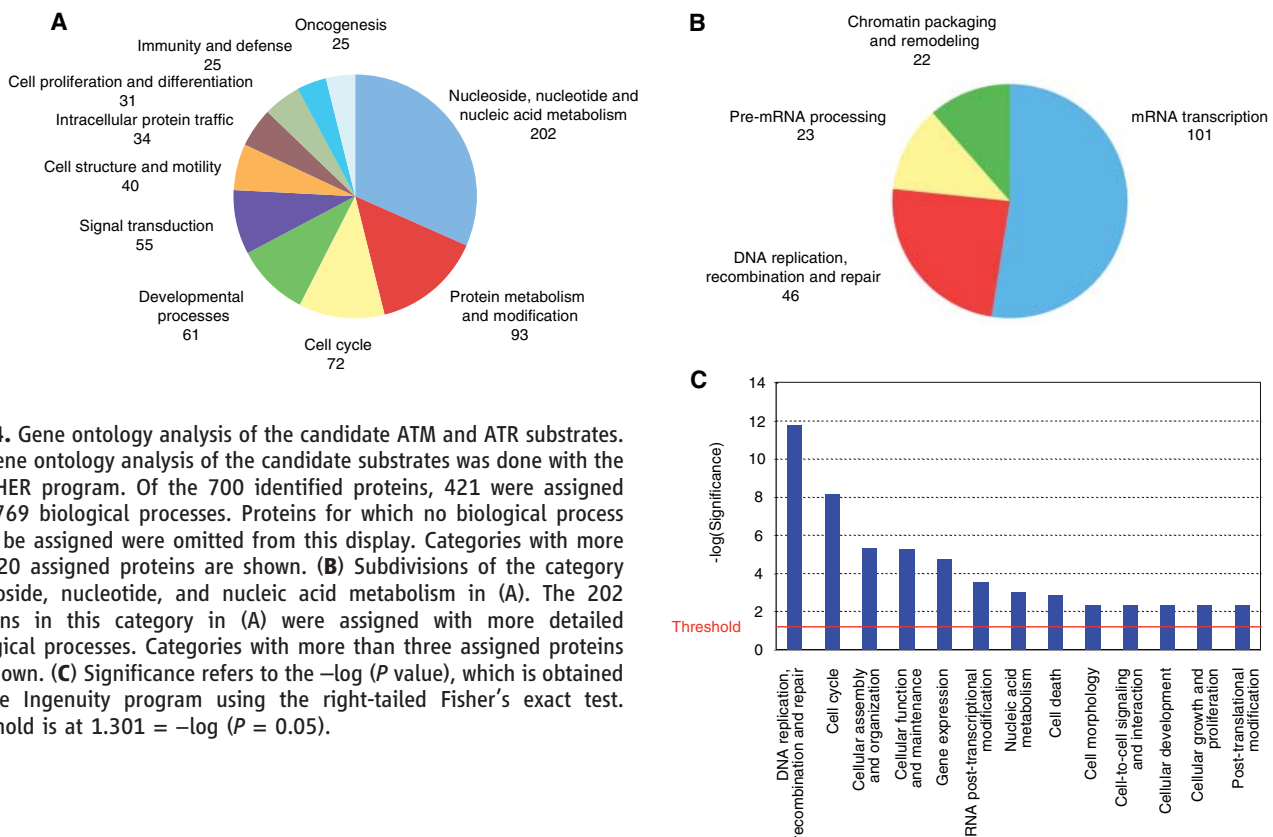 A
Oncogenesis
25
Immunity and defense
25
Cell proliferation and differentiation
31
Intracellular protein traffic
34
Cell structure and motility
40
Signal transduction
55
Developmental
processes
61
Cell cycle
72
Protein metabolism
and modification
93
Nucleoside, nucleotide and
nucleic acid metabolism
202
B
Chromatin packaging
and remodeling
22
Pre-mRNA processing
23
mRNA transcription
101
DNA replication,
recombination and repair
46
4. Gene ontology analysis of the candidate ATM and ATR substrates.
ene ontology analysis of the candidate substrates was done with the
HER program. Of the 700 identified proteins, 421 were assigned
769 biological processes. Proteins for which no biological process
be assigned were omitted from this display. Categories with more
20 assigned proteins are shown. (B) Subdivisions of the category
oside, nucleotide, and nucleic acid metabolism in (A). The 202
ns in this category in (A) were assigned with more detailed
gical processes. Categories with more than three assigned proteins
hown. (C) Significance refers to the –log (P value), which is obtained
e Ingenuity program using the right-tailed Fisher's exact test.
hold is at 1.301 = –log (P = 0.05).
C
-log(Significance)
14
12
10
8
6
4
2
0
Threshold
DNA replication,
recombination and repair
Cell cycle
Cellular assembly
and organization
Cellular function
and maintenance
Gene expression
RNA post-transcriptional
modification
Nucleic acid
metabolism
Cell death
Cell morphology
Cell-to-cell signaling
and interaction
Cellular development
Cellular growth and
proliferation
Post-translational
modification